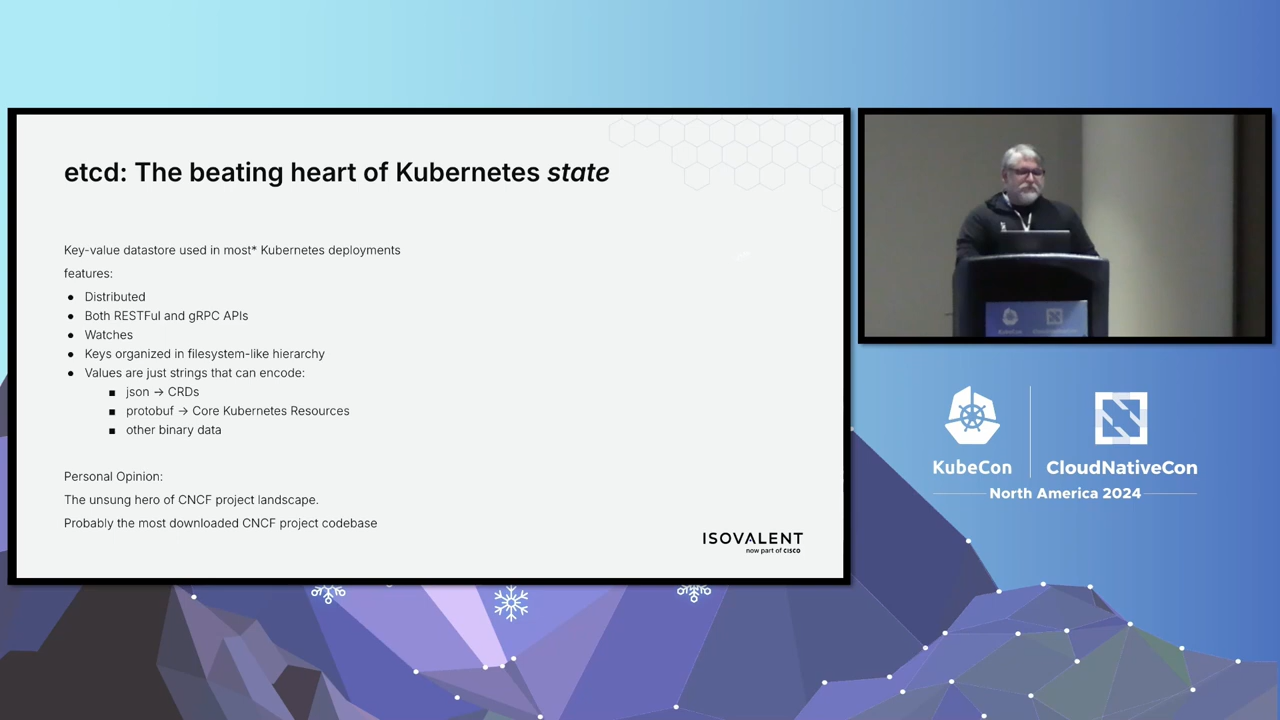 etcd: The beating heart of Kubernetes state
Key-value datastore used in most* Kubernetes deployments
features:
● Distributed
● Both RESTFul and gRPC APIs
● Watches
● Keys organized in filesystem-like hierarchy
● Values are just strings that can encode:
■ json → CRDs
■ protobuf → Core Kubernetes Resources
■ other binary data
Personal Opinion:
The unsung hero of CNCF project landscape.
Probably the most downloaded CNCF project codebase
ISOVALENT
now part of CISCO
KubeCon
CloudNativeCon
North America 2024